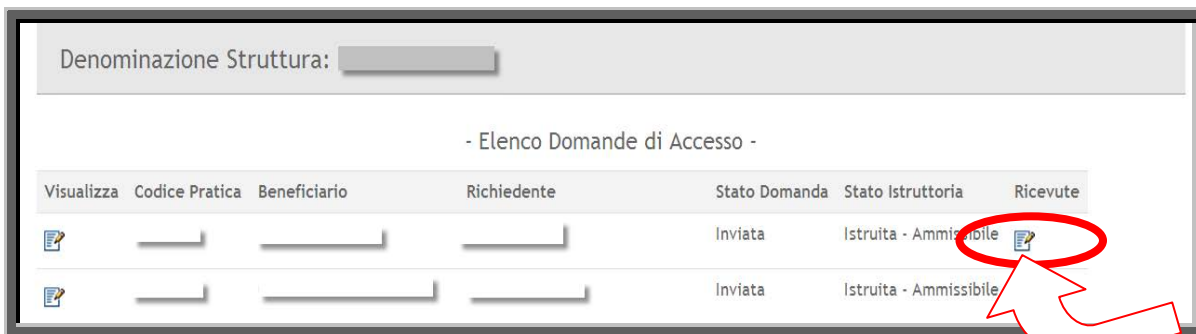 Denominazione Struttura:
- Elenco Domande di Accesso -
Visualizza Codice Pratica Beneficiario Richiedente Stato Domanda Stato Istruttoria Ricevute
Inviata Istruita - Ammissibile
Inviata Istruita - Ammissibile